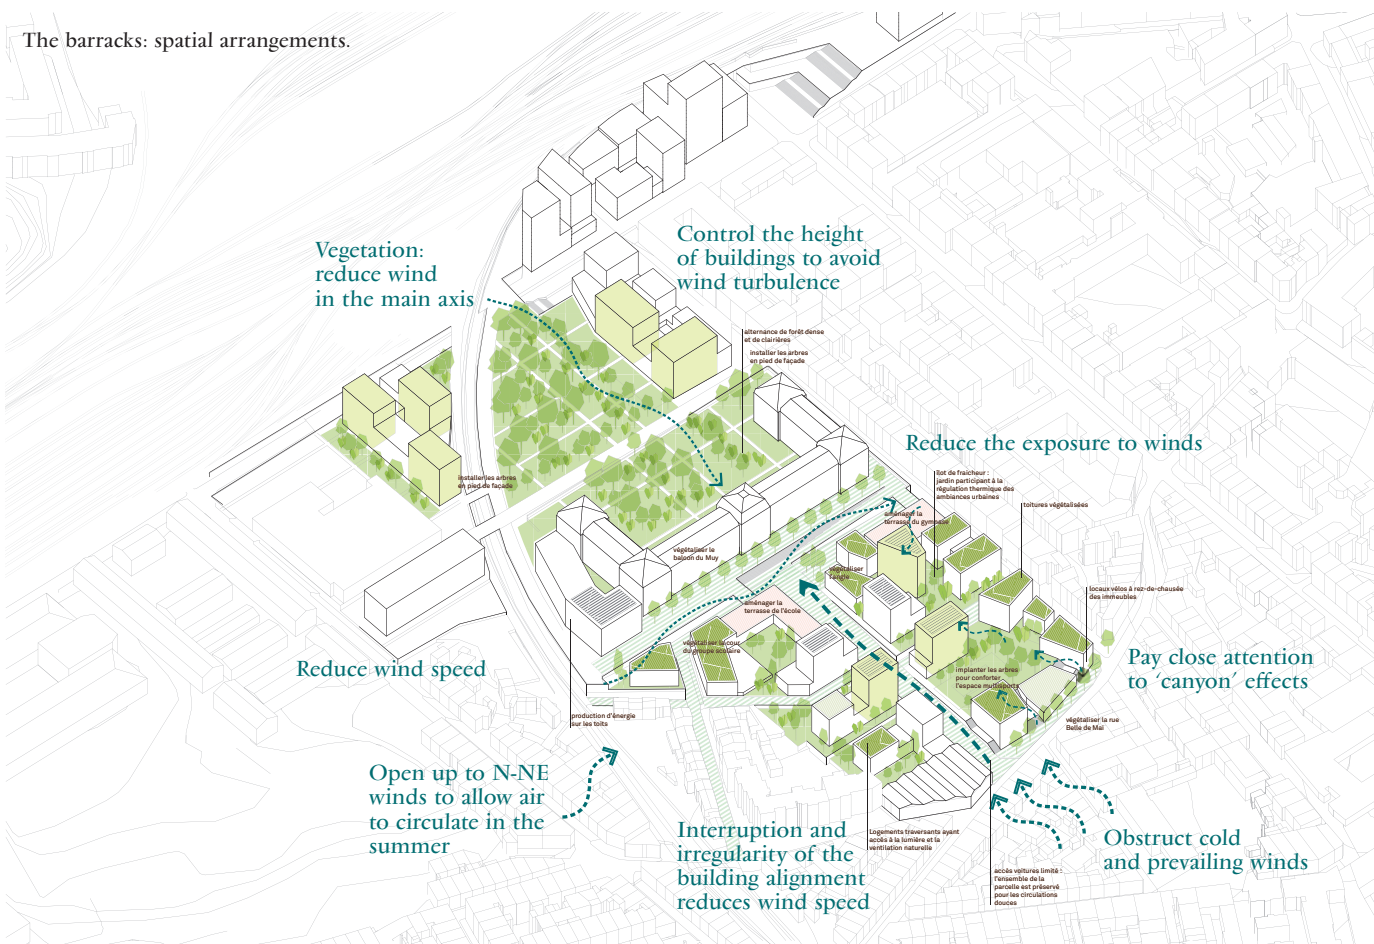 The barracks: spatial arrangements.
Vegetation:
reduce wind
in the main axis
Control the height
of buildings to avoid
wind turbulence
alternance de forêt dense
et de clairières
installer les arbres
en pied de façade
Reduce the exposure to winds
installer les arbres
en pied de façade
îlot de fraicheur :
jardin participant à la
régulation thermique des
ambiances urbaines
toitures végétalisées
aménager la
terrasse du gymnase
végétaliser le
balcon du Muy
végétaliser
l'angle
locaux vélos à rez-de-chaussée
des immeubles
aménager la
terrasse de l'école
végétaliser la cour
du groupe scolaire
Reduce wind speed
implanter les arbres
pour conforter
l'espace multisports
Pay close attention
to ‘canyon’ effects
production d'énergie
sur les toits
végétaliser la rue
Belle de Mai
Open up to N-NE
winds to allow air
to circulate in the
summer
Interruption and
irregularity of the
building alignment
reduces wind speed
Logements traversants ayant
accès à la lumière et la
ventilation naturelle
Obstruct cold
and prevailing winds
accès voitures limité :
l'ensemble de la
parcelle est préservé
pour les circulations
douces